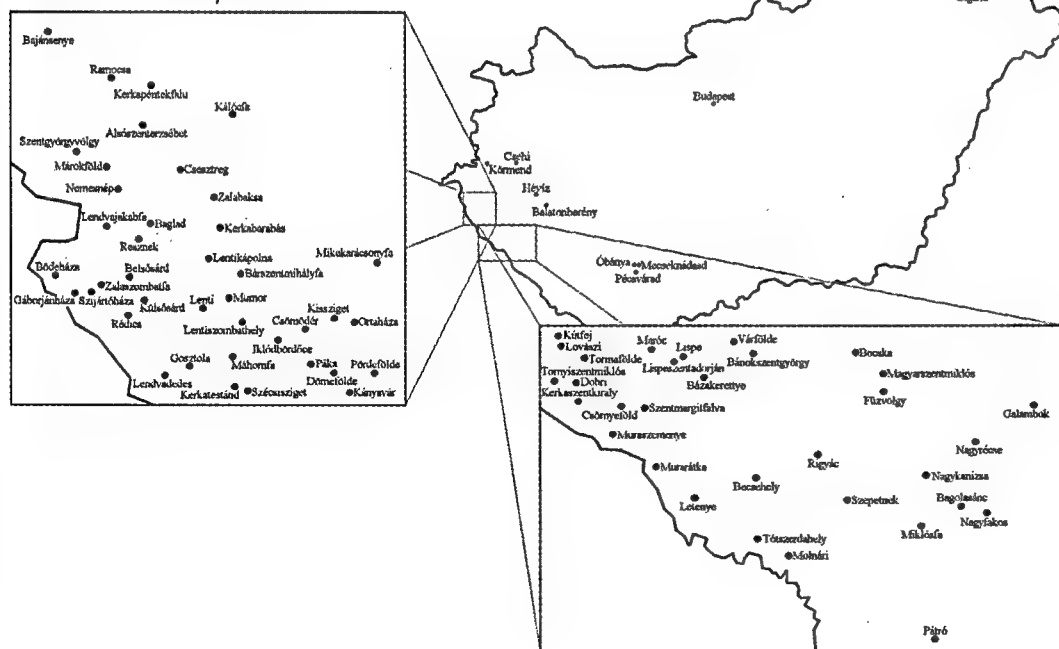 Bajánsenye
Ramocsa
Kerkapéntekfalu
Kálócfa
Alsószenterzsébet
Szentgyörgyvölgy
Márokföld
Csesztreg
Nemesnép
Zalabaksa
Lendvajakabfa
Baglad
Kerkabarabás
Resznek
Mikekarácsonyfa
Lentikápolna
Bödeháza
Belsősárd
Bárszentmihályfa
Zalaszombatfa
Gáborjánháza
Szijártóháza
Külsősárd
Lenti
Mumor
Kissziget
Rédics
Lentiszombathely
Csömödér
Ortaháza
Iklódbördőce
Gosztola
Máhomfa
Páka
Pördefölde
Lendvadedes
Dömefölde
Kerkateskánd
Szécsisziget
Kányavár
Budapest
Csehi
Körmend
Hévíz
Balatonberény
Óbánya
Mecseknádasd
Pécsvárad
Kútfej
Lovászi
Maróc
Lispe
Várfölde
Tormafölde
Lispeszentadorján
Bánokszentgyörgy
Bocska
Tornyiszentmiklós
Dobri
Bázakerettye
Magyarszentmiklós
Kerkaszentkirály
Füzvölgy
Csörnyeföld
Szentmargitfalva
Galambok
Muraszemenye
Nagyrécse
Rigyác
Murarátka
Becsehely
Nagykanizsa
Letenye
Szepetnek
Bagolasánc
Nagyfakos
Miklósfa
Tótszerdahely
Molnári
Pátró